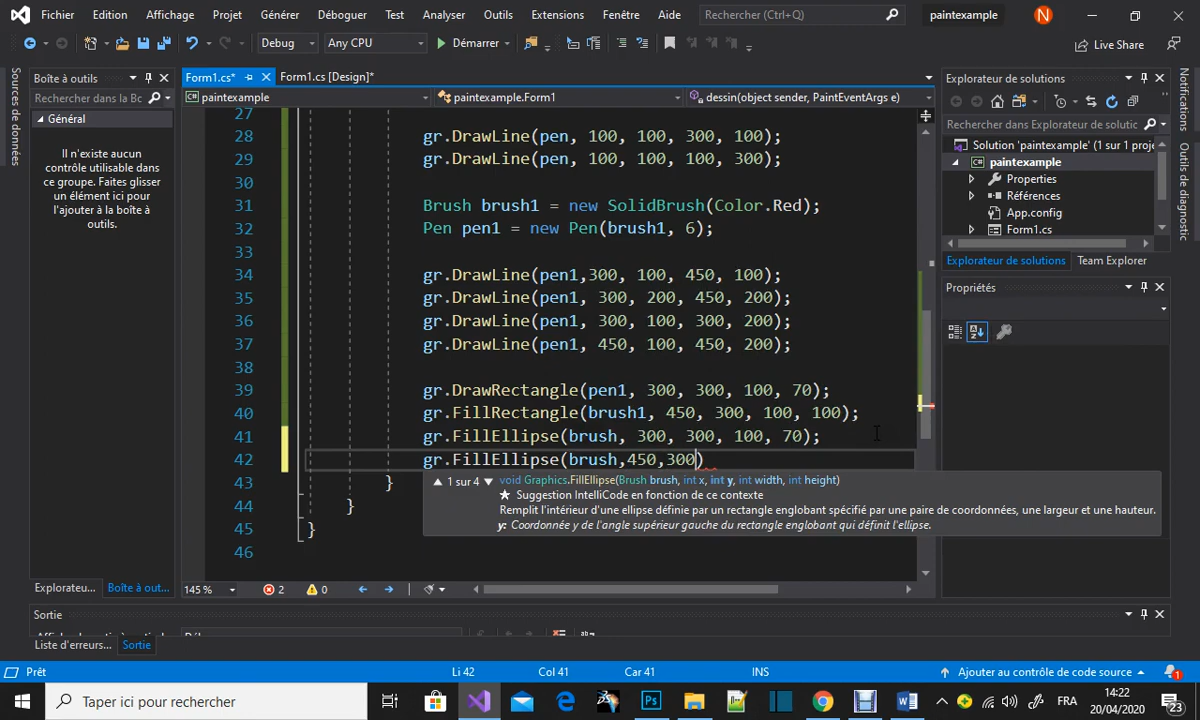 Fichier Edition Affichage Projet Générer Déboguer Test Analyser Outils Extensions Fenêtre Aide Rechercher (Ctrl+Q) paintexample N
Debug Any CPU Démarrer Live Share
Sources de données
Boîte à outils
Rechercher dans la Bc
Général
Il n'existe aucun
contrôle utilisable dans
ce groupe. Faites glisser
un élément ici pour
l'ajouter à la boîte à
outils.
Explorateu... Boîte à out...
Form1.cs* Form1.cs [Design]*
paintexample paintexample.Form1 dessin(object sender, PaintEventArgs e)
27
28 gr.DrawLine(pen, 100, 100, 300, 100);
29 gr.DrawLine(pen, 100, 100, 100, 300);
30
31 Brush brush1 = new SolidBrush(Color.Red);
32 Pen pen1 = new Pen(brush1, 6);
33
34 gr.DrawLine(pen1,300, 100, 450, 100);
35 gr.DrawLine(pen1, 300, 200, 450, 200);
36 gr.DrawLine(pen1, 300, 100, 300, 200);
37 gr.DrawLine(pen1, 450, 100, 450, 200);
38
39 gr.DrawRectangle(pen1, 300, 300, 100, 70);
40 gr.FillRectangle(brush1, 450, 300, 100, 100);
41 gr.FillEllipse(brush, 300, 300, 100, 70);
42 gr.FillEllipse(brush,450,300)
43 }
44 }
45 }
46
▲ 1 sur 4 ▼ void Graphics.FillEllipse(Brush brush, int x, int y, int width, int height)
★ Suggestion IntelliCode en fonction de ce contexte
Remplit l'intérieur d'une ellipse définie par un rectangle englobant spécifié par une paire de coordonnées, une largeur et une hauteur.
y: Coordonnée y de l'angle supérieur gauche du rectangle englobant qui définit l'ellipse.
145 % 2 0
Explorateur de solutions
Rechercher dans Explorateur de solutions
Solution 'paintexample' (1 sur 1 proje
paintexample
Properties
Références
App.config
Form1.cs
Explorateur de solutions Team Explorer
Propriétés
Notifications
Outils de diagnostic
Sortie
Liste d'erreurs... Sortie
Prêt Li 42 Col 41 Car 41 INS Ajouter au contrôle de code source 1
Taper ici pour rechercher FRA 14:22
20/04/2020 23